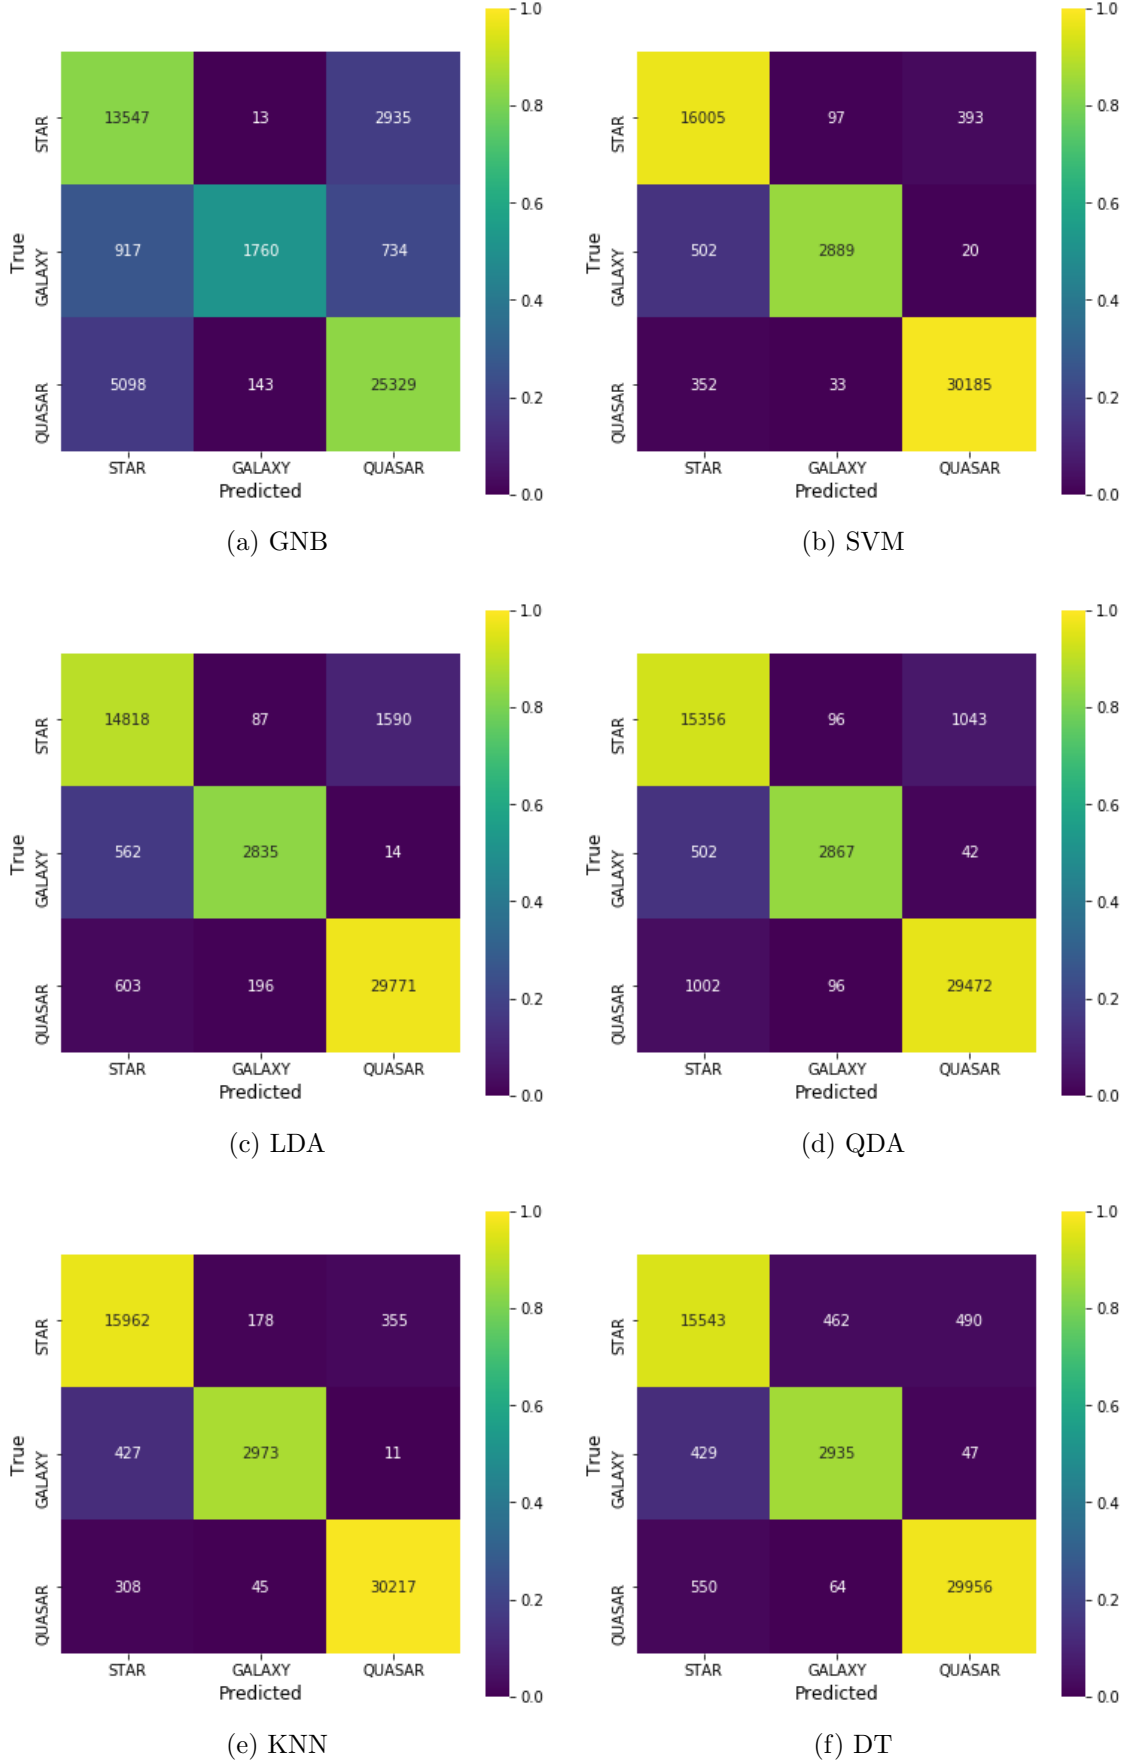 1.0
STAR 13547 13 2935
0.8
0.6
True
GALAXY 917 1760 734
0.4
QUASAR 5098 143 25329
0.2
0.0
STAR GALAXY QUASAR
Predicted
(a) GNB
1.0
STAR 16005 97 393
0.8
0.6
True
GALAXY 502 2889 20
0.4
QUASAR 352 33 30185
0.2
0.0
STAR GALAXY QUASAR
Predicted
(b) SVM
1.0
STAR 14818 87 1590
0.8
0.6
True
GALAXY 562 2835 14
0.4
QUASAR 603 196 29771
0.2
0.0
STAR GALAXY QUASAR
Predicted
(c) LDA
1.0
STAR 15356 96 1043
0.8
0.6
True
GALAXY 502 2867 42
0.4
QUASAR 1002 96 29472
0.2
0.0
STAR GALAXY QUASAR
Predicted
(d) QDA
1.0
STAR 15962 178 355
0.8
0.6
True
GALAXY 427 2973 11
0.4
QUASAR 308 45 30217
0.2
0.0
STAR GALAXY QUASAR
Predicted
(e) KNN
1.0
STAR 15543 462 490
0.8
0.6
True
GALAXY 429 2935 47
0.4
QUASAR 550 64 29956
0.2
0.0
STAR GALAXY QUASAR
Predicted
(f) DT